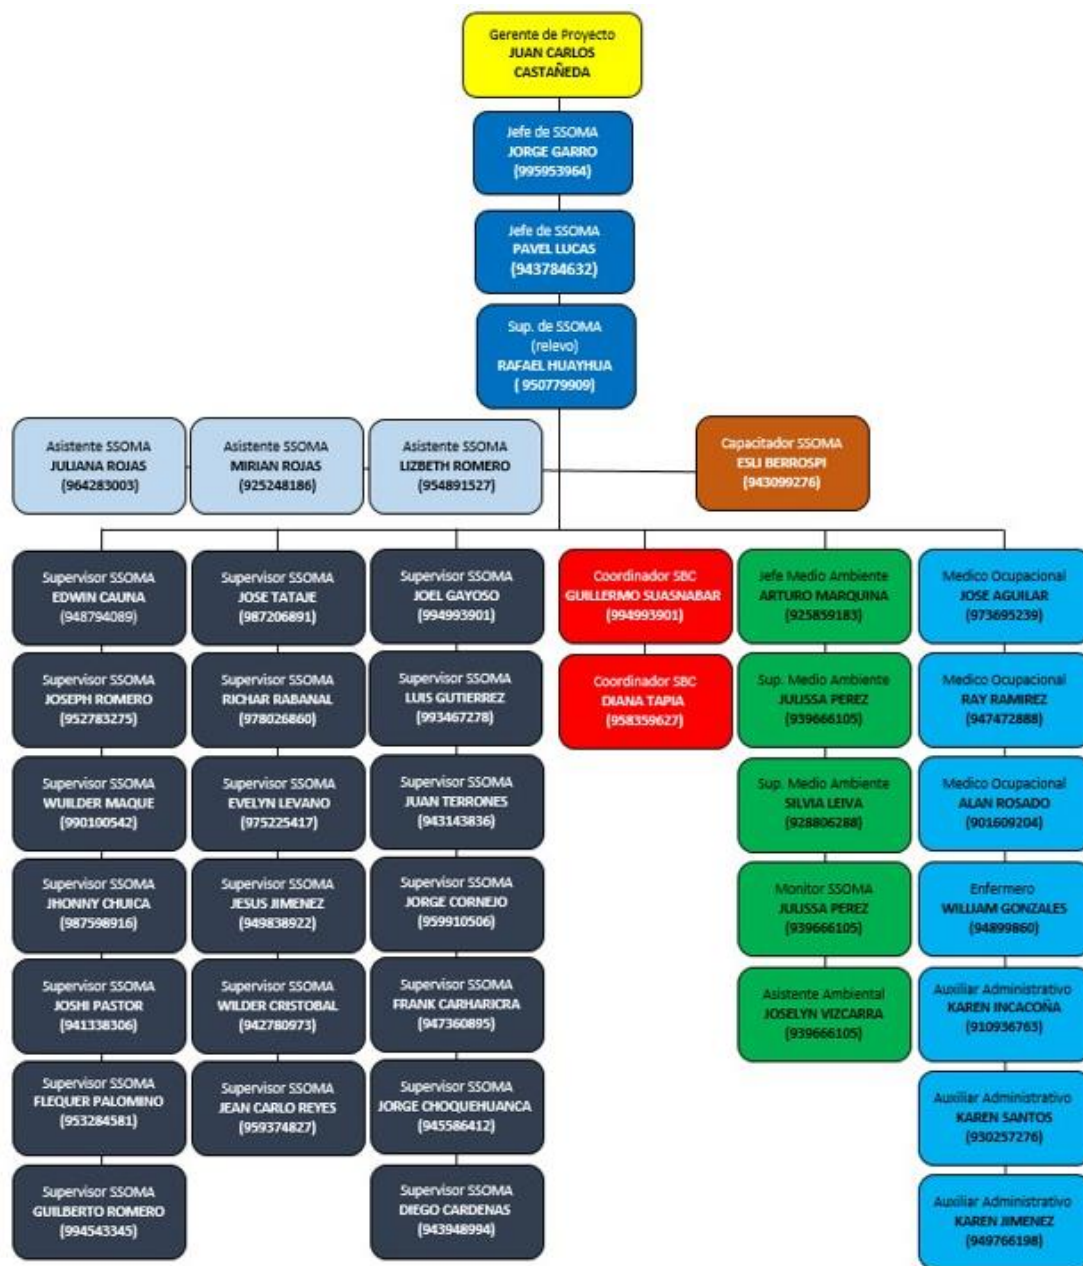 Gerente de Proyecto
JUAN CARLOS
CASTAÑEDA
Jefe de SSOMA
JORGE GARRO
(995953964)
Jefe de SSOMA
PAVEL LUCAS
(943784632)
Sup. de SSOMA
(relevo)
RAFAEL HUAYHUA
( 950779909)
Asistente SSOMA
JULIANA ROJAS
(964283003)
Asistente SSOMA
MIRIAN ROJAS
(925248186)
Asistente SSOMA
LIZBETH ROMERO
(954891527)
Capacitador SSOMA
ESLI BERROSPI
(943099276)
Supervisor SSOMA
EDWIN CAUNA
(948794089)
Supervisor SSOMA
JOSEPH ROMERO
(952783275)
Supervisor SSOMA
WUILDER MAQUE
(990100542)
Supervisor SSOMA
JHONNY CHUICA
(987598916)
Supervisor SSOMA
JOSHI PASTOR
(941338306)
Supervisor SSOMA
FLEQUER PALOMINO
(953284581)
Supervisor SSOMA
GUILBERTO ROMERO
(994543345)
Supervisor SSOMA
JOSE TATAJE
(987206891)
Supervisor SSOMA
RICHAR RABANAL
(978026860)
Supervisor SSOMA
EVELYN LEVANO
(975225417)
Supervisor SSOMA
JESUS JIMENEZ
(949838922)
Supervisor SSOMA
WILDER CRISTOBAL
(942780973)
Supervisor SSOMA
JEAN CARLO REYES
(959374827)
Supervisor SSOMA
JOEL GAYOSO
(994993901)
Supervisor SSOMA
LUIS GUTIERREZ
(993467278)
Supervisor SSOMA
JUAN TERRONES
(943143836)
Supervisor SSOMA
JORGE CORNEJO
(959910506)
Supervisor SSOMA
FRANK CARHARICRA
(947360895)
Supervisor SSOMA
JORGE CHOQUEHUANCA
(945586412)
Supervisor SSOMA
DIEGO CARDENAS
(943948994)
Coordinador SBC
GUILLERMO SUASNABAR
(994993901)
Coordinador SBC
DIANA TAPIA
(958359627)
Jefe Medio Ambiente
ARTURO MARQUINA
(925859183)
Sup. Medio Ambiente
JULISSA PEREZ
(939666105)
Sup. Medio Ambiente
SILVIA LEIVA
(928806288)
Monitor SSOMA
JULISSA PEREZ
(939666105)
Asistente Ambiental
JOSELYN VIZCARRA
(939666105)
Medico Ocupacional
JOSE AGUILAR
(973695239)
Medico Ocupacional
RAY RAMIREZ
(947472888)
Medico Ocupacional
ALAN ROSADO
(901609204)
Enfermero
WILLIAM GONZALES
(94899860)
Auxiliar Administrativo
KAREN INCACOÑA
(910936763)
Auxiliar Administrativo
KAREN SANTOS
(930257276)
Auxiliar Administrativo
KAREN JIMENEZ
(949766198)